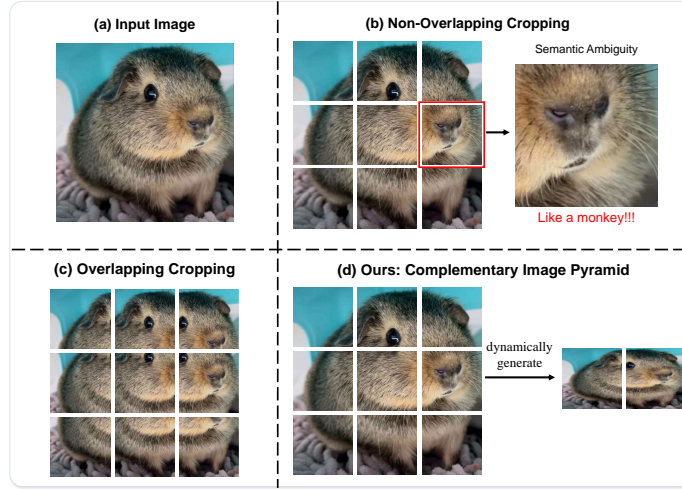 (a) Input Image
(b) Non-Overlapping Cropping
Semantic Ambiguity
Like a monkey!!!
(c) Overlapping Cropping
(d) Ours: Complementary Image Pyramid
dynamically
generate